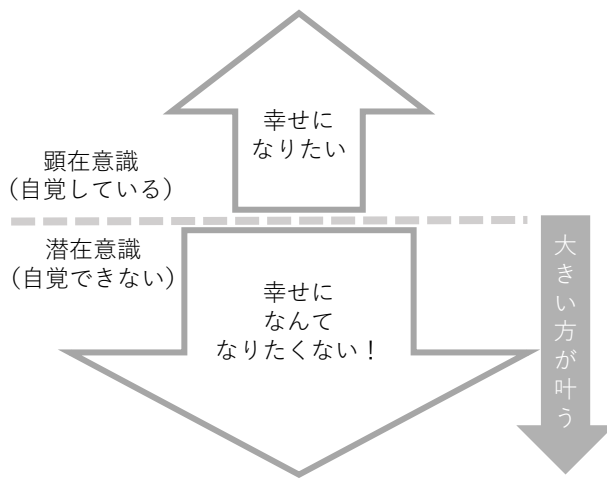 幸せに
なりたい
顕在意識
（自覚している）
潜在意識
（自覚できない）
幸せに
なんて
なりたくない！
大きい方が叶う